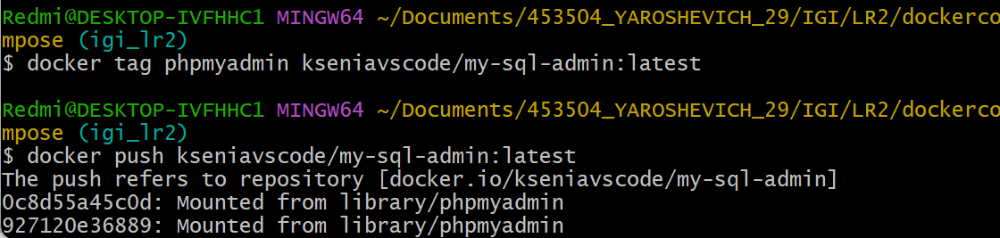 Redmi@DESKTOP-IVFHHC1 MINGW64 ~/Documents/453504_YAROSHEVICH_29/IGI/LR2/dockerco
mpose (igi_lr2)
$ docker tag phpmyadmin kseniavscode/my-sql-admin:latest
Redmi@DESKTOP-IVFHHC1 MINGW64 ~/Documents/453504_YAROSHEVICH_29/IGI/LR2/dockerco
mpose (igi_lr2)
$ docker push kseniavscode/my-sql-admin:latest
The push refers to repository [docker.io/kseniavscode/my-sql-admin]
0c8d55a45c0d: Mounted from library/phpmyadmin
927120e36889: Mounted from library/phpmyadmin